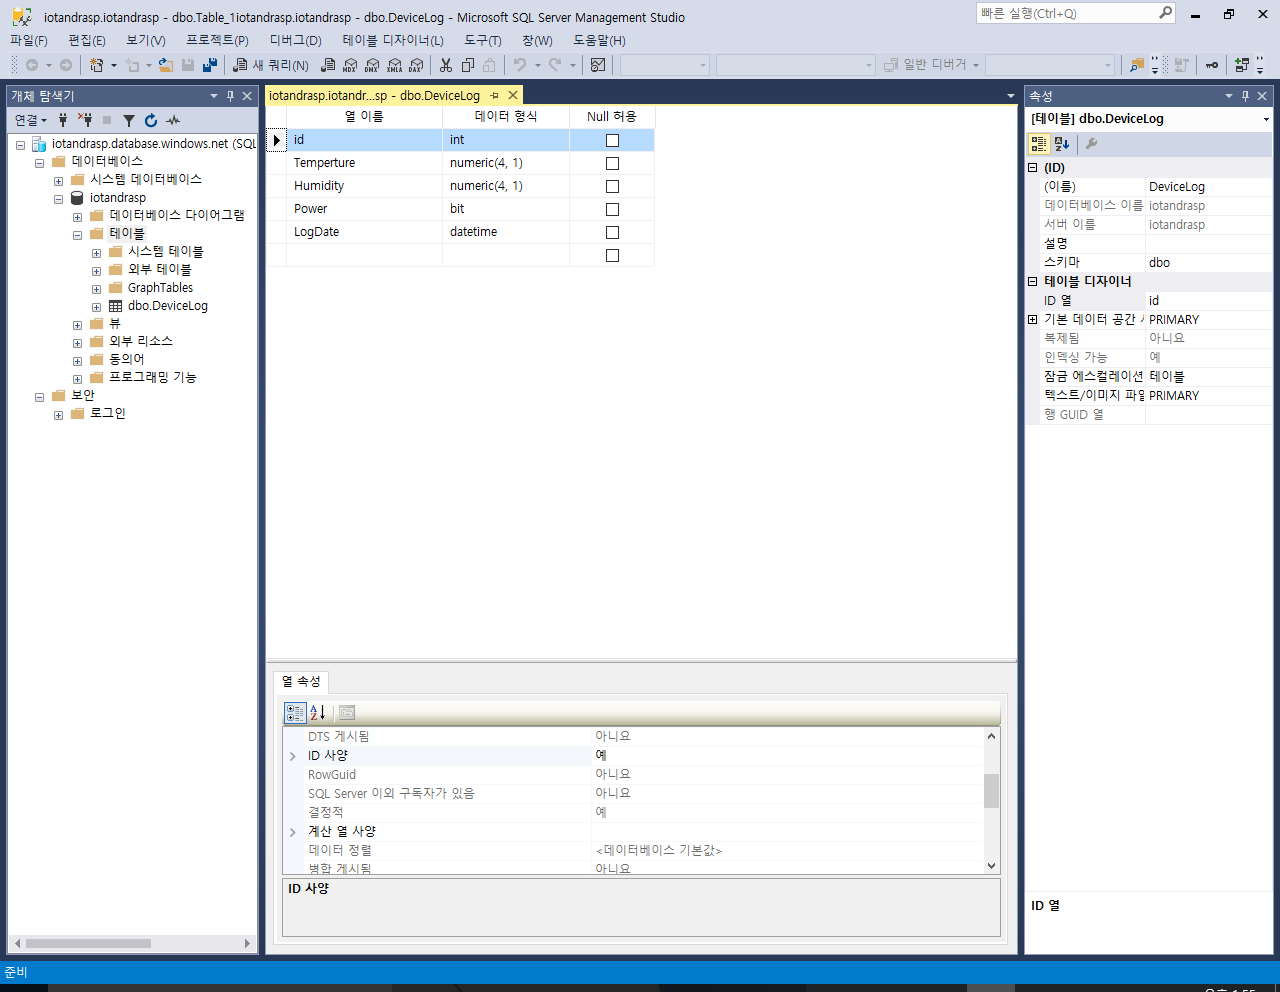 iotandrasp.iotandrasp - dbo.Table_1iotandrasp.iotandrasp - dbo.DeviceLog - Microsoft SQL Server Management Studio
빠른 실행(Ctrl+Q)
파일(F) 편집(E) 보기(V) 프로젝트(P) 디버그(D) 테이블 디자이너(L) 도구(T) 창(W) 도움말(H)
새 쿼리(N) MDX DMX XMLA DAX 일반 디버거
개체 탐색기
연결
iotandrasp.database.windows.net (SQL
데이터베이스
시스템 데이터베이스
iotandrasp
데이터베이스 다이어그램
테이블
시스템 테이블
외부 테이블
GraphTables
dbo.DeviceLog
뷰
외부 리소스
동의어
프로그래밍 기능
보안
로그인
iotandrasp.iotandr...sp - dbo.DeviceLog
열 이름 데이터 형식 Null 허용
id int
Temperture numeric(4, 1)
Humidity numeric(4, 1)
Power bit
LogDate datetime
열 속성
DTS 게시됨 아니요
ID 사양 예
RowGuid 아니요
SQL Server 이외 구독자가 있음 아니요
결정적 예
계산 열 사양
데이터 정렬 <데이터베이스 기본값>
병합 게시됨 아니요
ID 사양
속성
[테이블] dbo.DeviceLog
(ID)
(이름) DeviceLog
데이터베이스 이름 iotandrasp
서버 이름 iotandrasp
설명
스키마 dbo
테이블 디자이너
ID 열 id
기본 데이터 공간 PRIMARY
복제됨 아니요
인덱싱 가능 예
잠금 에스컬레이션 테이블
텍스트/이미지 파일 PRIMARY
행 GUID 열
ID 열
준비